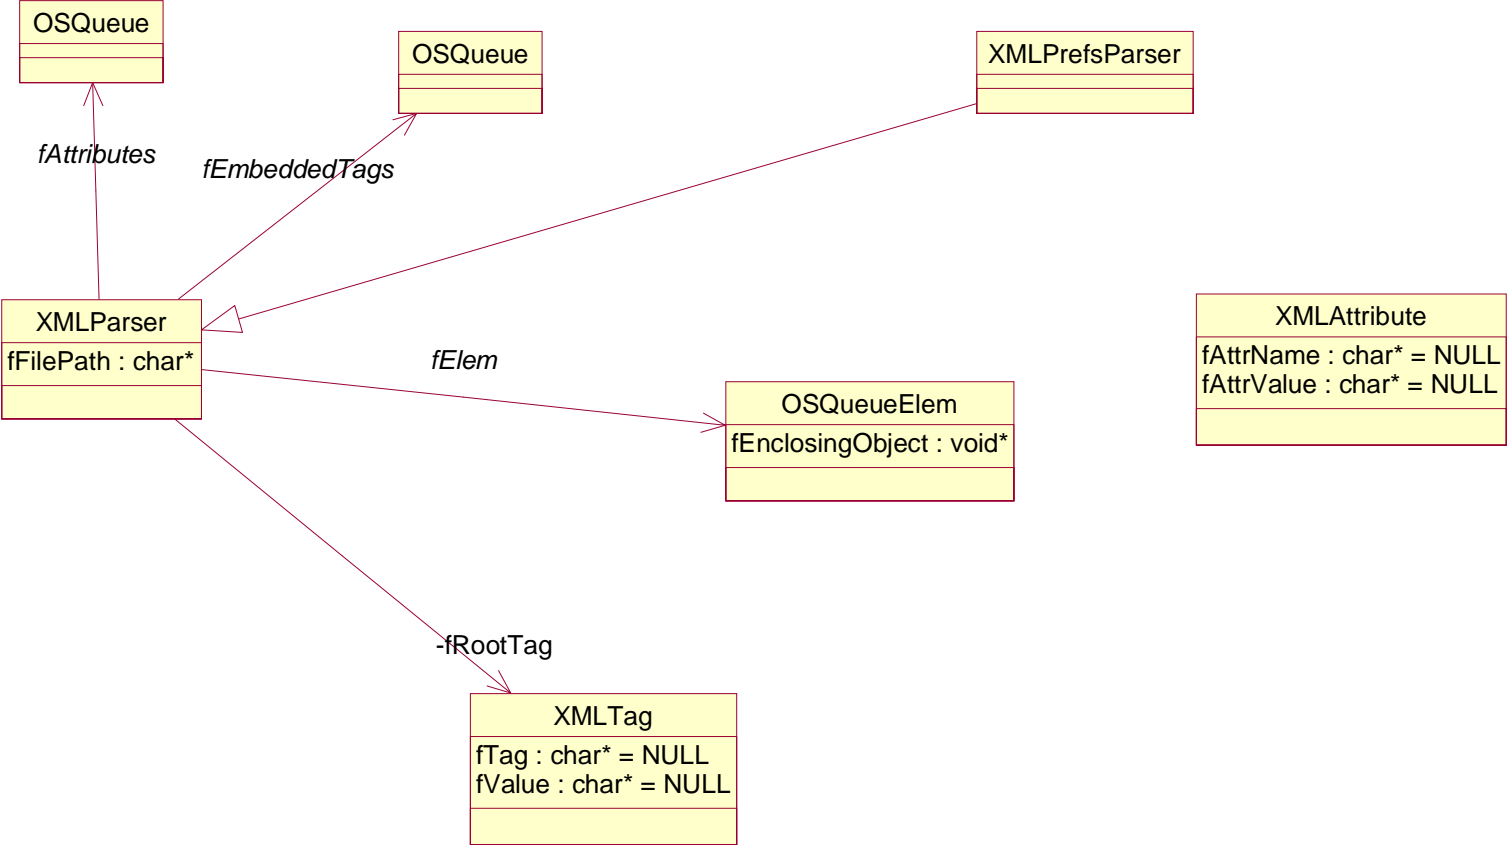 OSQueue
OSQueue
XMLPrefsParser
fAttributes
fEmbeddedTags
XMLParser
fFilePath : char*
XMLAttribute
fAttrName : char* = NULL
fAttrValue : char* = NULL
fElem
OSQueueElem
fEnclosingObject : void*
-fRootTag
XMLTag
fTag : char* = NULL
fValue : char* = NULL